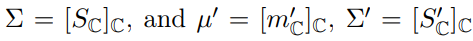 Σ = [S_ℂ]_ℂ, and μ′ = [m′_ℂ]_ℂ, Σ′ = [S′_ℂ]_ℂ